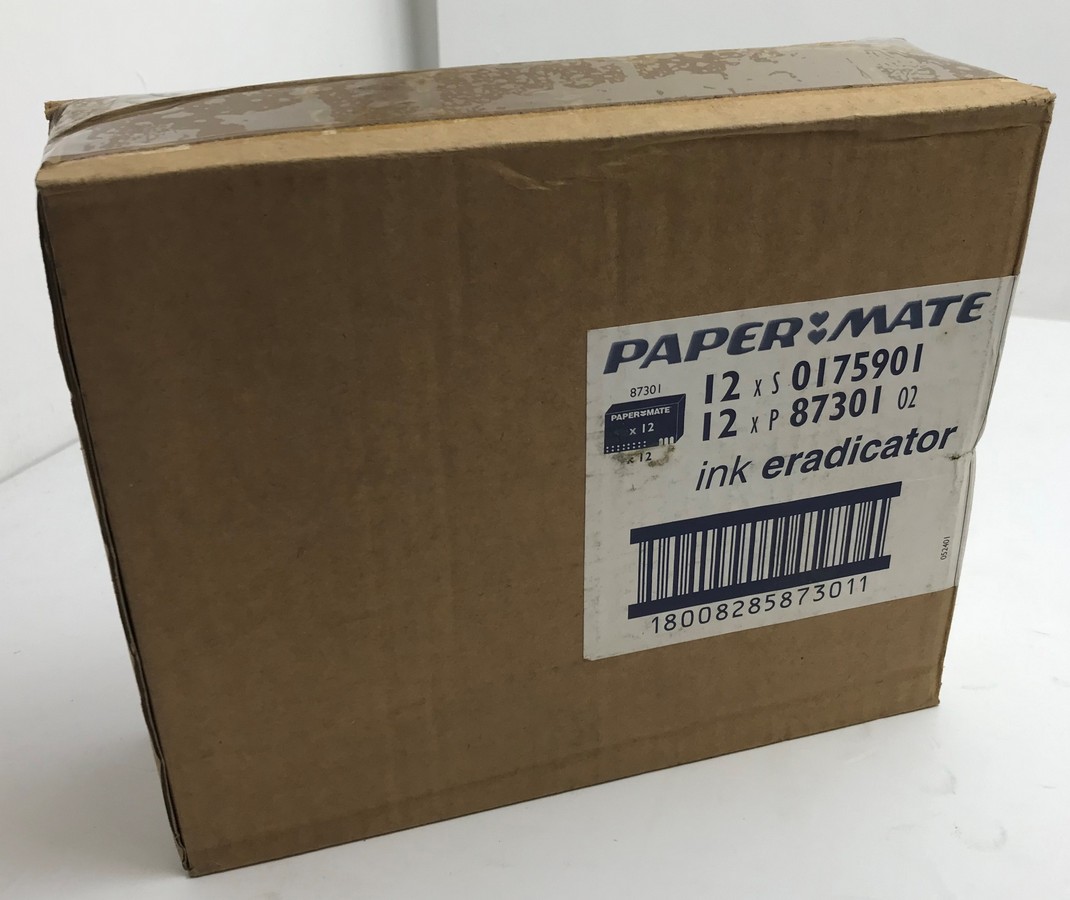 PAPER MATE
12 x S 0175901
12 x P 87301 02
87301
PAPER MATE
x 12
x 12
ink eradicator
18008285873011
052401